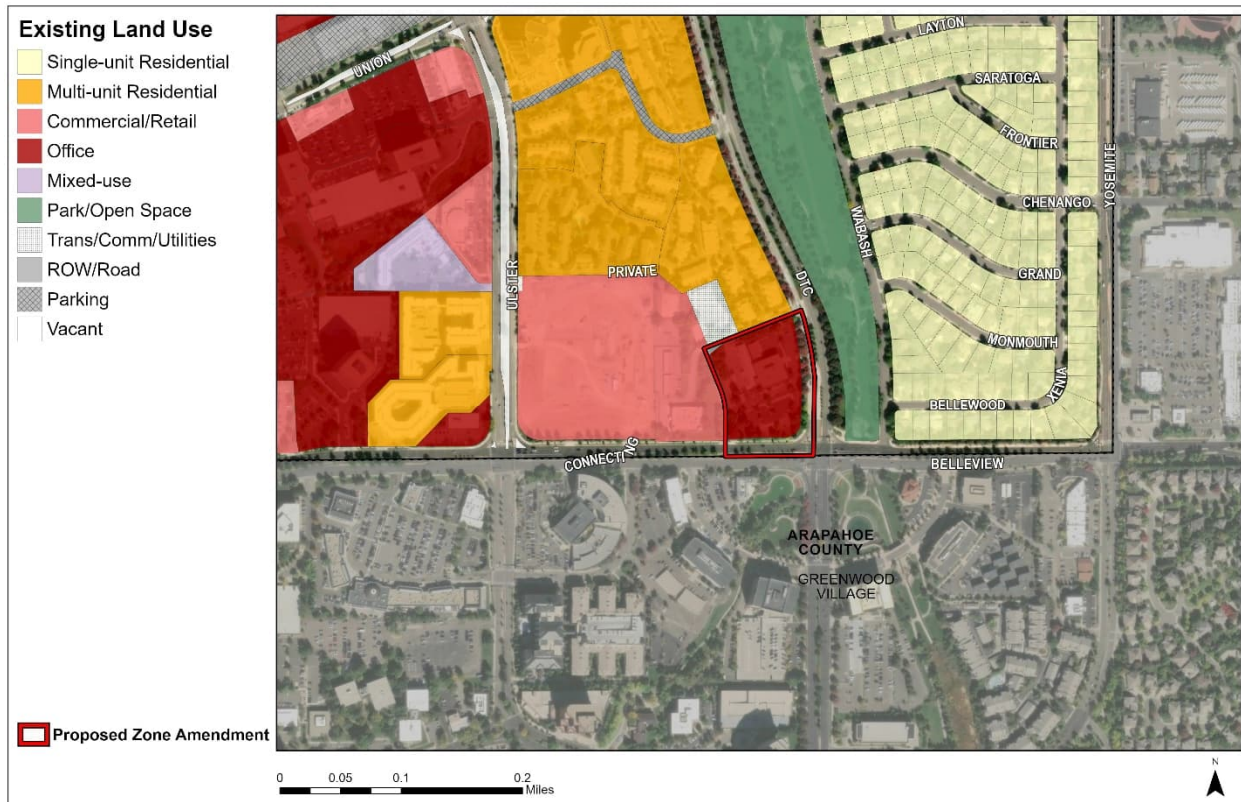 Existing Land Use
Single-unit Residential
Multi-unit Residential
Commercial/Retail
Office
Mixed-use
Park/Open Space
Trans/Comm/Utilities
ROW/Road
Parking
Vacant
Proposed Zone Amendment
UNION
LAYTON
SARATOGA
FRONTIER
CHENANGO
YOSEMITE
WABASH
GRAND
PRIVATE
ULSTER
DTC
MONMOUTH
XENIA
BELLEWOOD
CONNECTING
BELLEVIEW
ARAPAHOE
COUNTY
GREENWOOD
VILLAGE
0 0.05 0.1 0.2
Miles
N